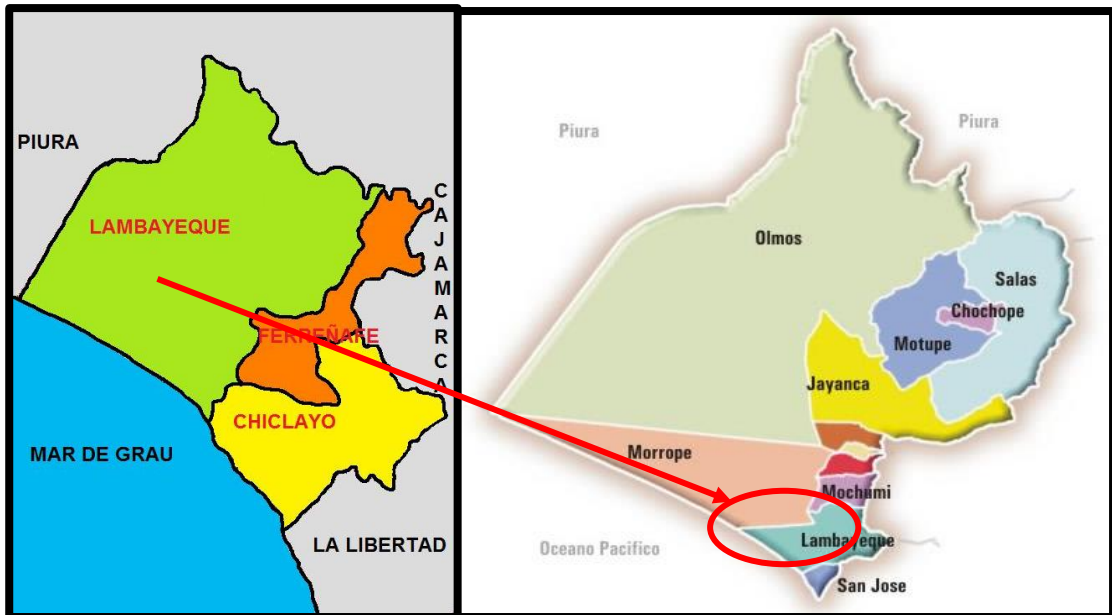 PIURA
LAMBAYEQUE
CAJAMARCA
FERREÑAFE
CHICLAYO
MAR DE GRAU
LA LIBERTAD
Piura
Piura
Olmos
Salas
Chochope
Motupe
Jayanca
Morrope
Mochumi
Lambayeque
Oceano Pacifico
San Jose